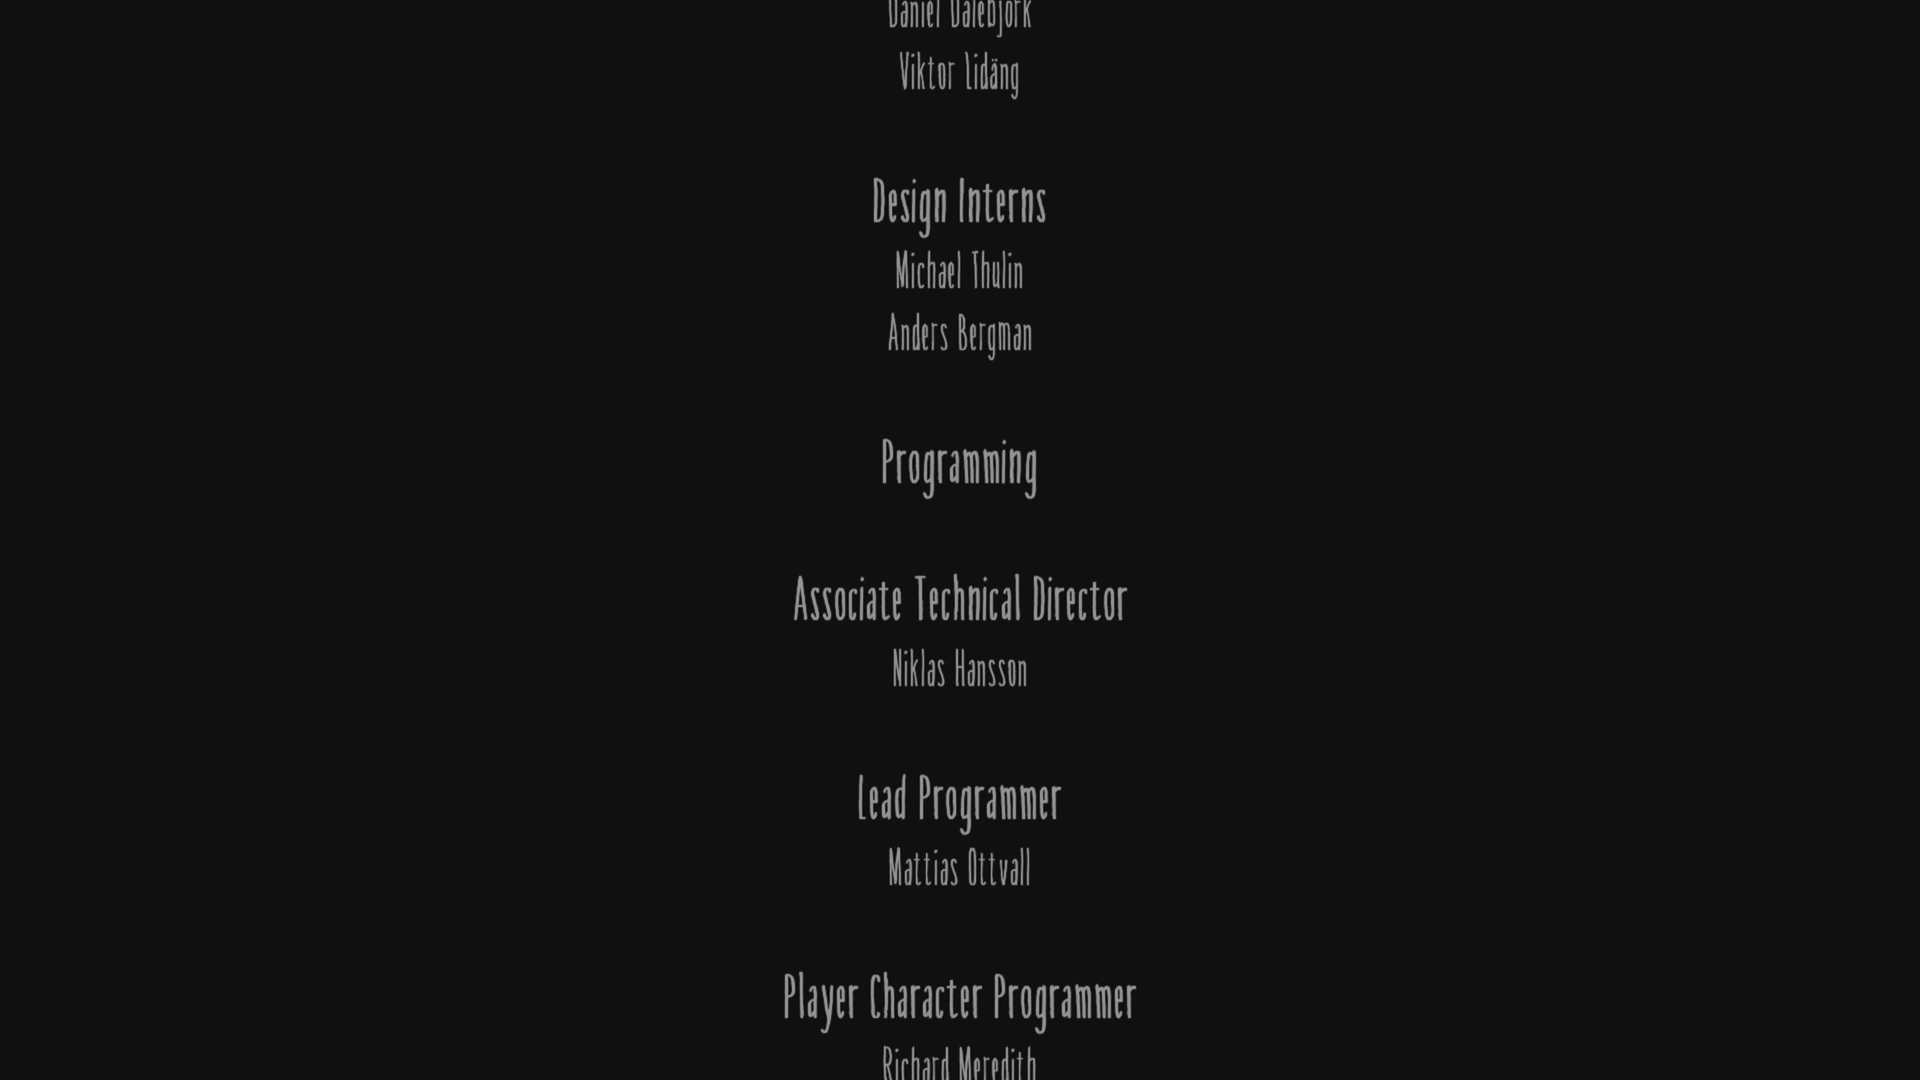 Daniel Dalebjörk
Viktor Lidäng
Design Interns
Michael Thulin
Anders Bergman
Programming
Associate Technical Director
Niklas Hansson
Lead Programmer
Mattias Ottvall
Player Character Programmer
Richard Meredith